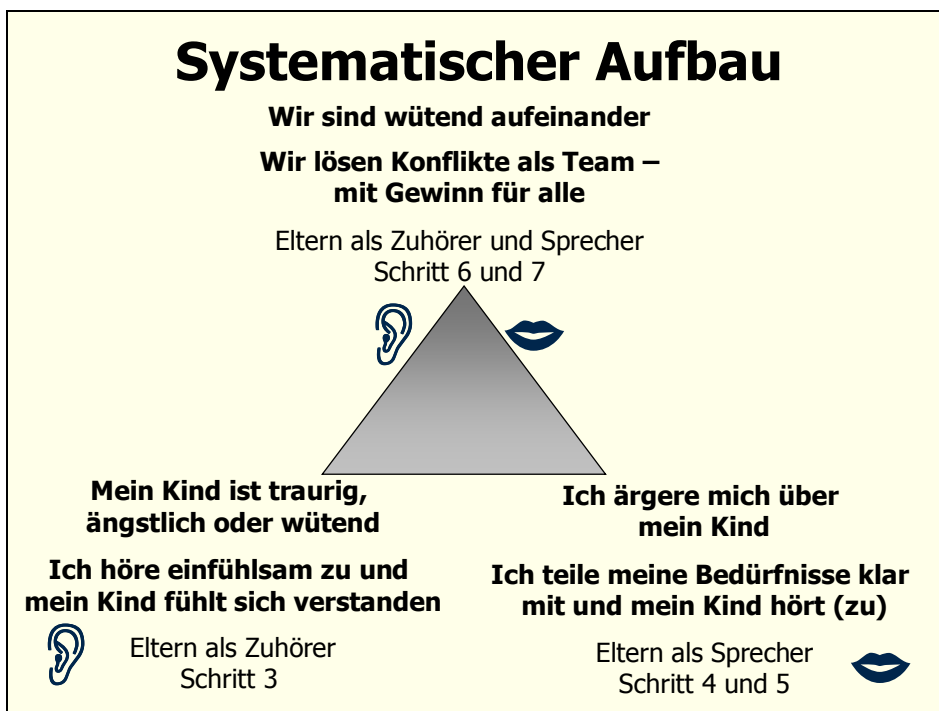 Systematischer Aufbau
Wir sind wütend aufeinander
Wir lösen Konflikte als Team –
mit Gewinn für alle
Eltern als Zuhörer und Sprecher
Schritt 6 und 7
Mein Kind ist traurig,
ängstlich oder wütend
Ich höre einfühlsam zu und
mein Kind fühlt sich verstanden
Eltern als Zuhörer
Schritt 3
Ich ärgere mich über
mein Kind
Ich teile meine Bedürfnisse klar
mit und mein Kind hört (zu)
Eltern als Sprecher
Schritt 4 und 5